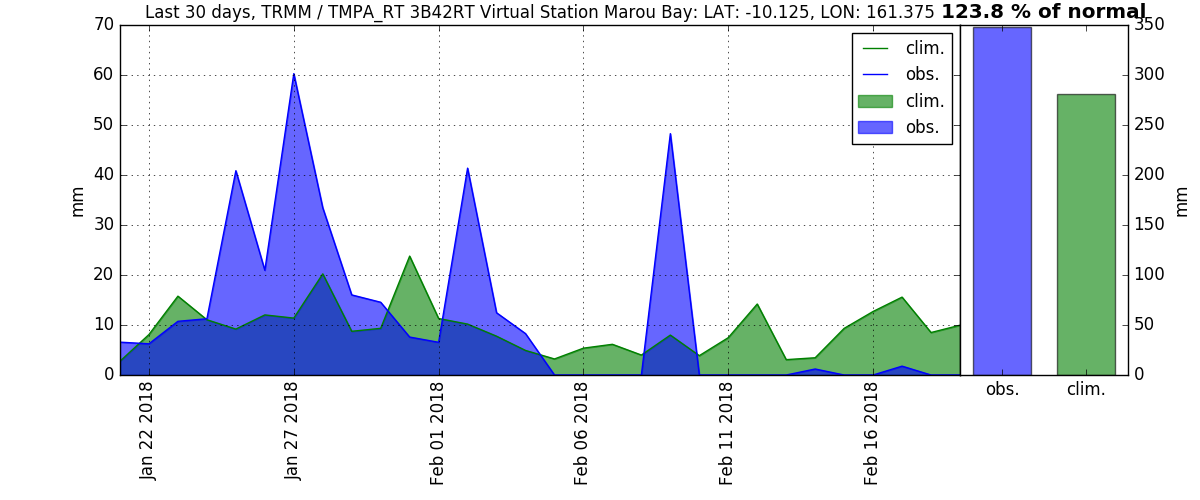 Last 30 days, TRMM / TMPA_RT 3B42RT Virtual Station Marou Bay: LAT: -10.125, LON: 161.375 123.8 % of normal
70
60
50
40
30
20
10
0
mm
clim.
obs.
clim.
obs.
350
300
250
200
150
100
50
0
mm
Jan 22 2018
Jan 27 2018
Feb 01 2018
Feb 06 2018
Feb 11 2018
Feb 16 2018
obs.
clim.